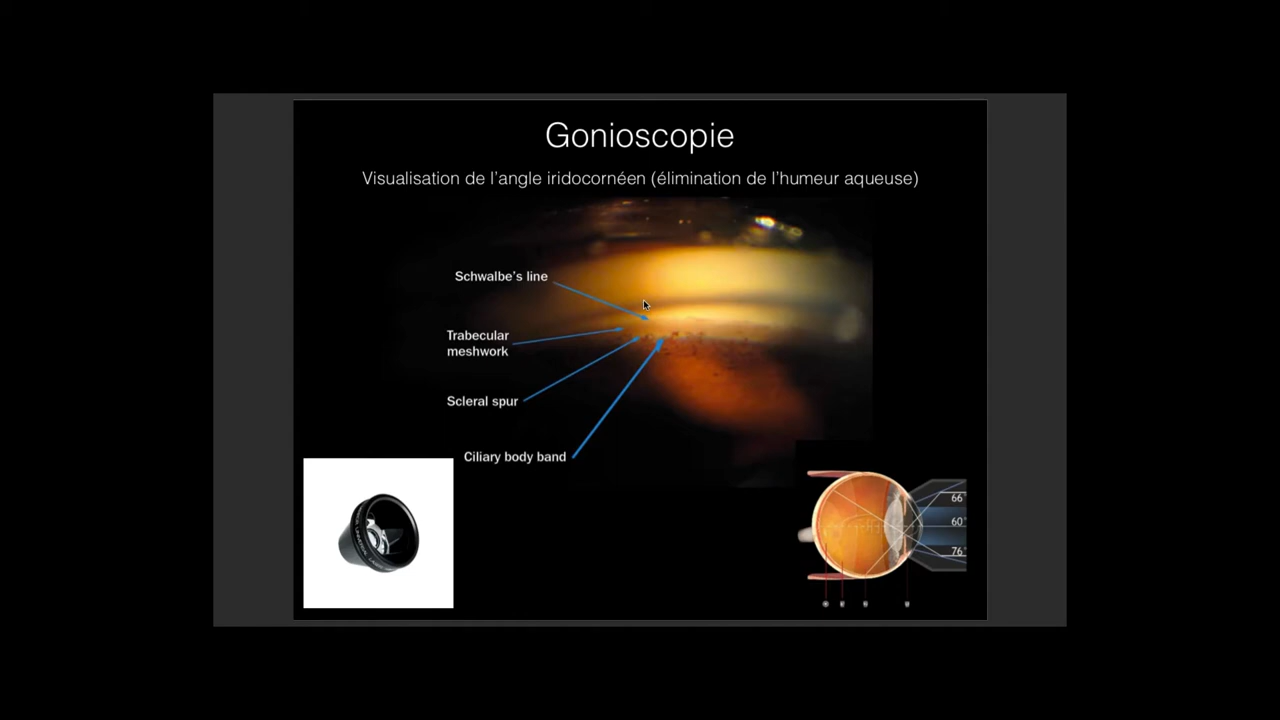 Gonioscopie
Visualisation de l'angle iridocornéen (élimination de l'humeur aqueuse)
Schwalbe's line
Trabecular
meshwork
Scleral spur
Ciliary body band
66°
60°
76°